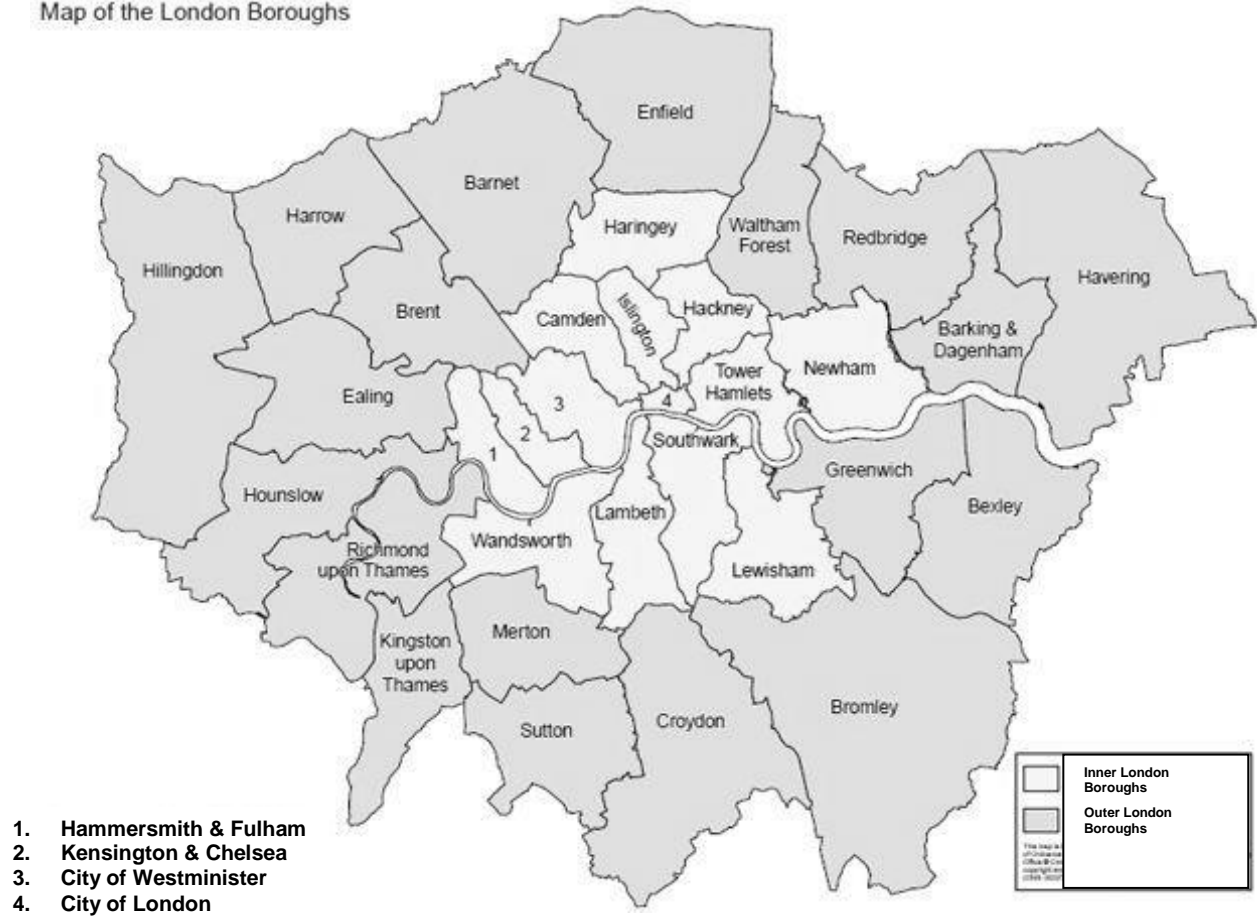 Map of the London Boroughs
Enfield
Barnet
Harrow
Haringey
Waltham
Forest
Redbridge
Hillingdon
Havering
Brent
Camden
Islington
Hackney
Barking &
Dagenham
Newham
Tower
Hamlets
Ealing
3
4
2
1
Southwark
Greenwich
Hounslow
Bexley
Lambeth
Wandsworth
Richmond
upon Thames
Lewisham
Merton
Kingston
upon
Thames
Bromley
Croydon
Sutton
Inner London
Boroughs
Outer London
Boroughs
1. Hammersmith & Fulham
2. Kensington & Chelsea
3. City of Westminister
4. City of London